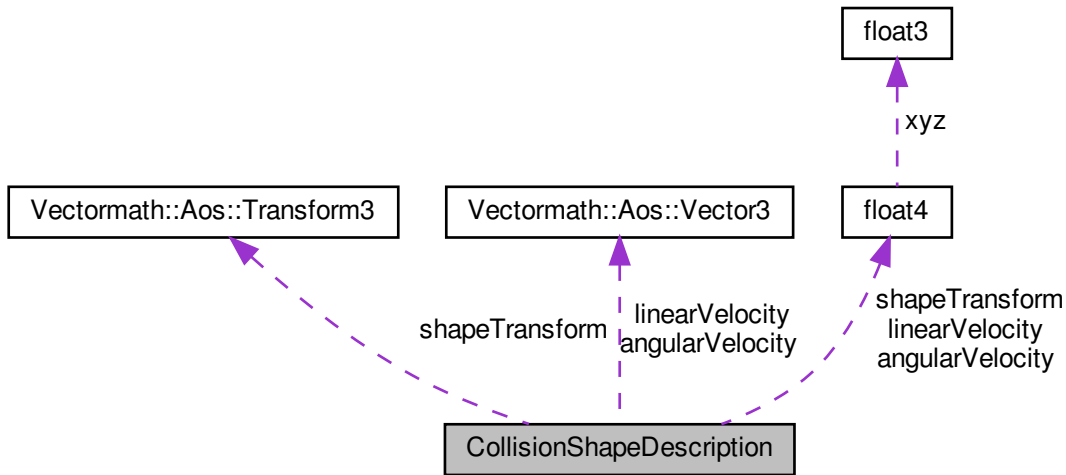 float3
xyz
Vectormath::Aos::Transform3
Vectormath::Aos::Vector3
float4
shapeTransform
linearVelocity
angularVelocity
shapeTransform
linearVelocity
angularVelocity
CollisionShapeDescription